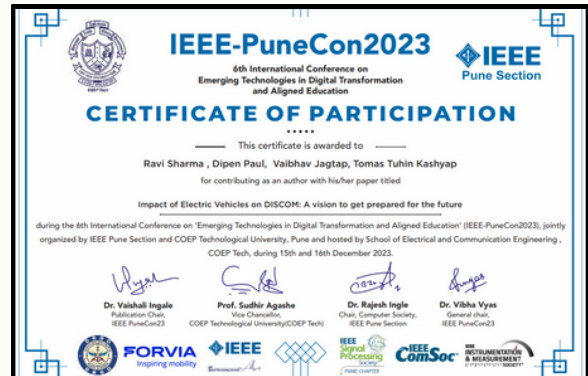 IEEE-PuneCon2023
6th International Conference on
Emerging Technologies in Digital Transformation
and Aligned Education
IEEE
Pune Section
CERTIFICATE OF PARTICIPATION
This certificate is awarded to
Ravi Sharma , Dipen Paul, Vaibhav Jagtap, Tomas Tuhin Kashyap
for contributing as an author with his/her paper titled
Impact of Electric Vehicles on DISCOM: A vision to get prepared for the future
during the 6th International Conference on 'Emerging Technologies in Digital Transformation and Aligned Education' (IEEE-PuneCon2023), jointly
organized by IEEE Pune Section and COEP Technological University, Pune and hosted by School of Electrical and Communication Engineering ,
COEP Tech, during 15th and 16th December 2023.
Dr. Vaishali Ingale
Publication Chair,
IEEE PuneCon23
Prof. Sudhir Agashe
Vice Chancellor,
COEP Technological University(COEP Tech)
Dr. Rajesh Ingle
Chair, Computer Society,
IEEE Pune Section
Dr. Vibha Vyas
General chair,
IEEE PuneCon23
FORVIA
Inspiring mobility
IEEE
IEEE
Signal
Processing
Society
PUNE CHAPTER
IEEE
ComSoc
IEEE
INSTRUMENTATION
& MEASUREMENT
SOCIETY